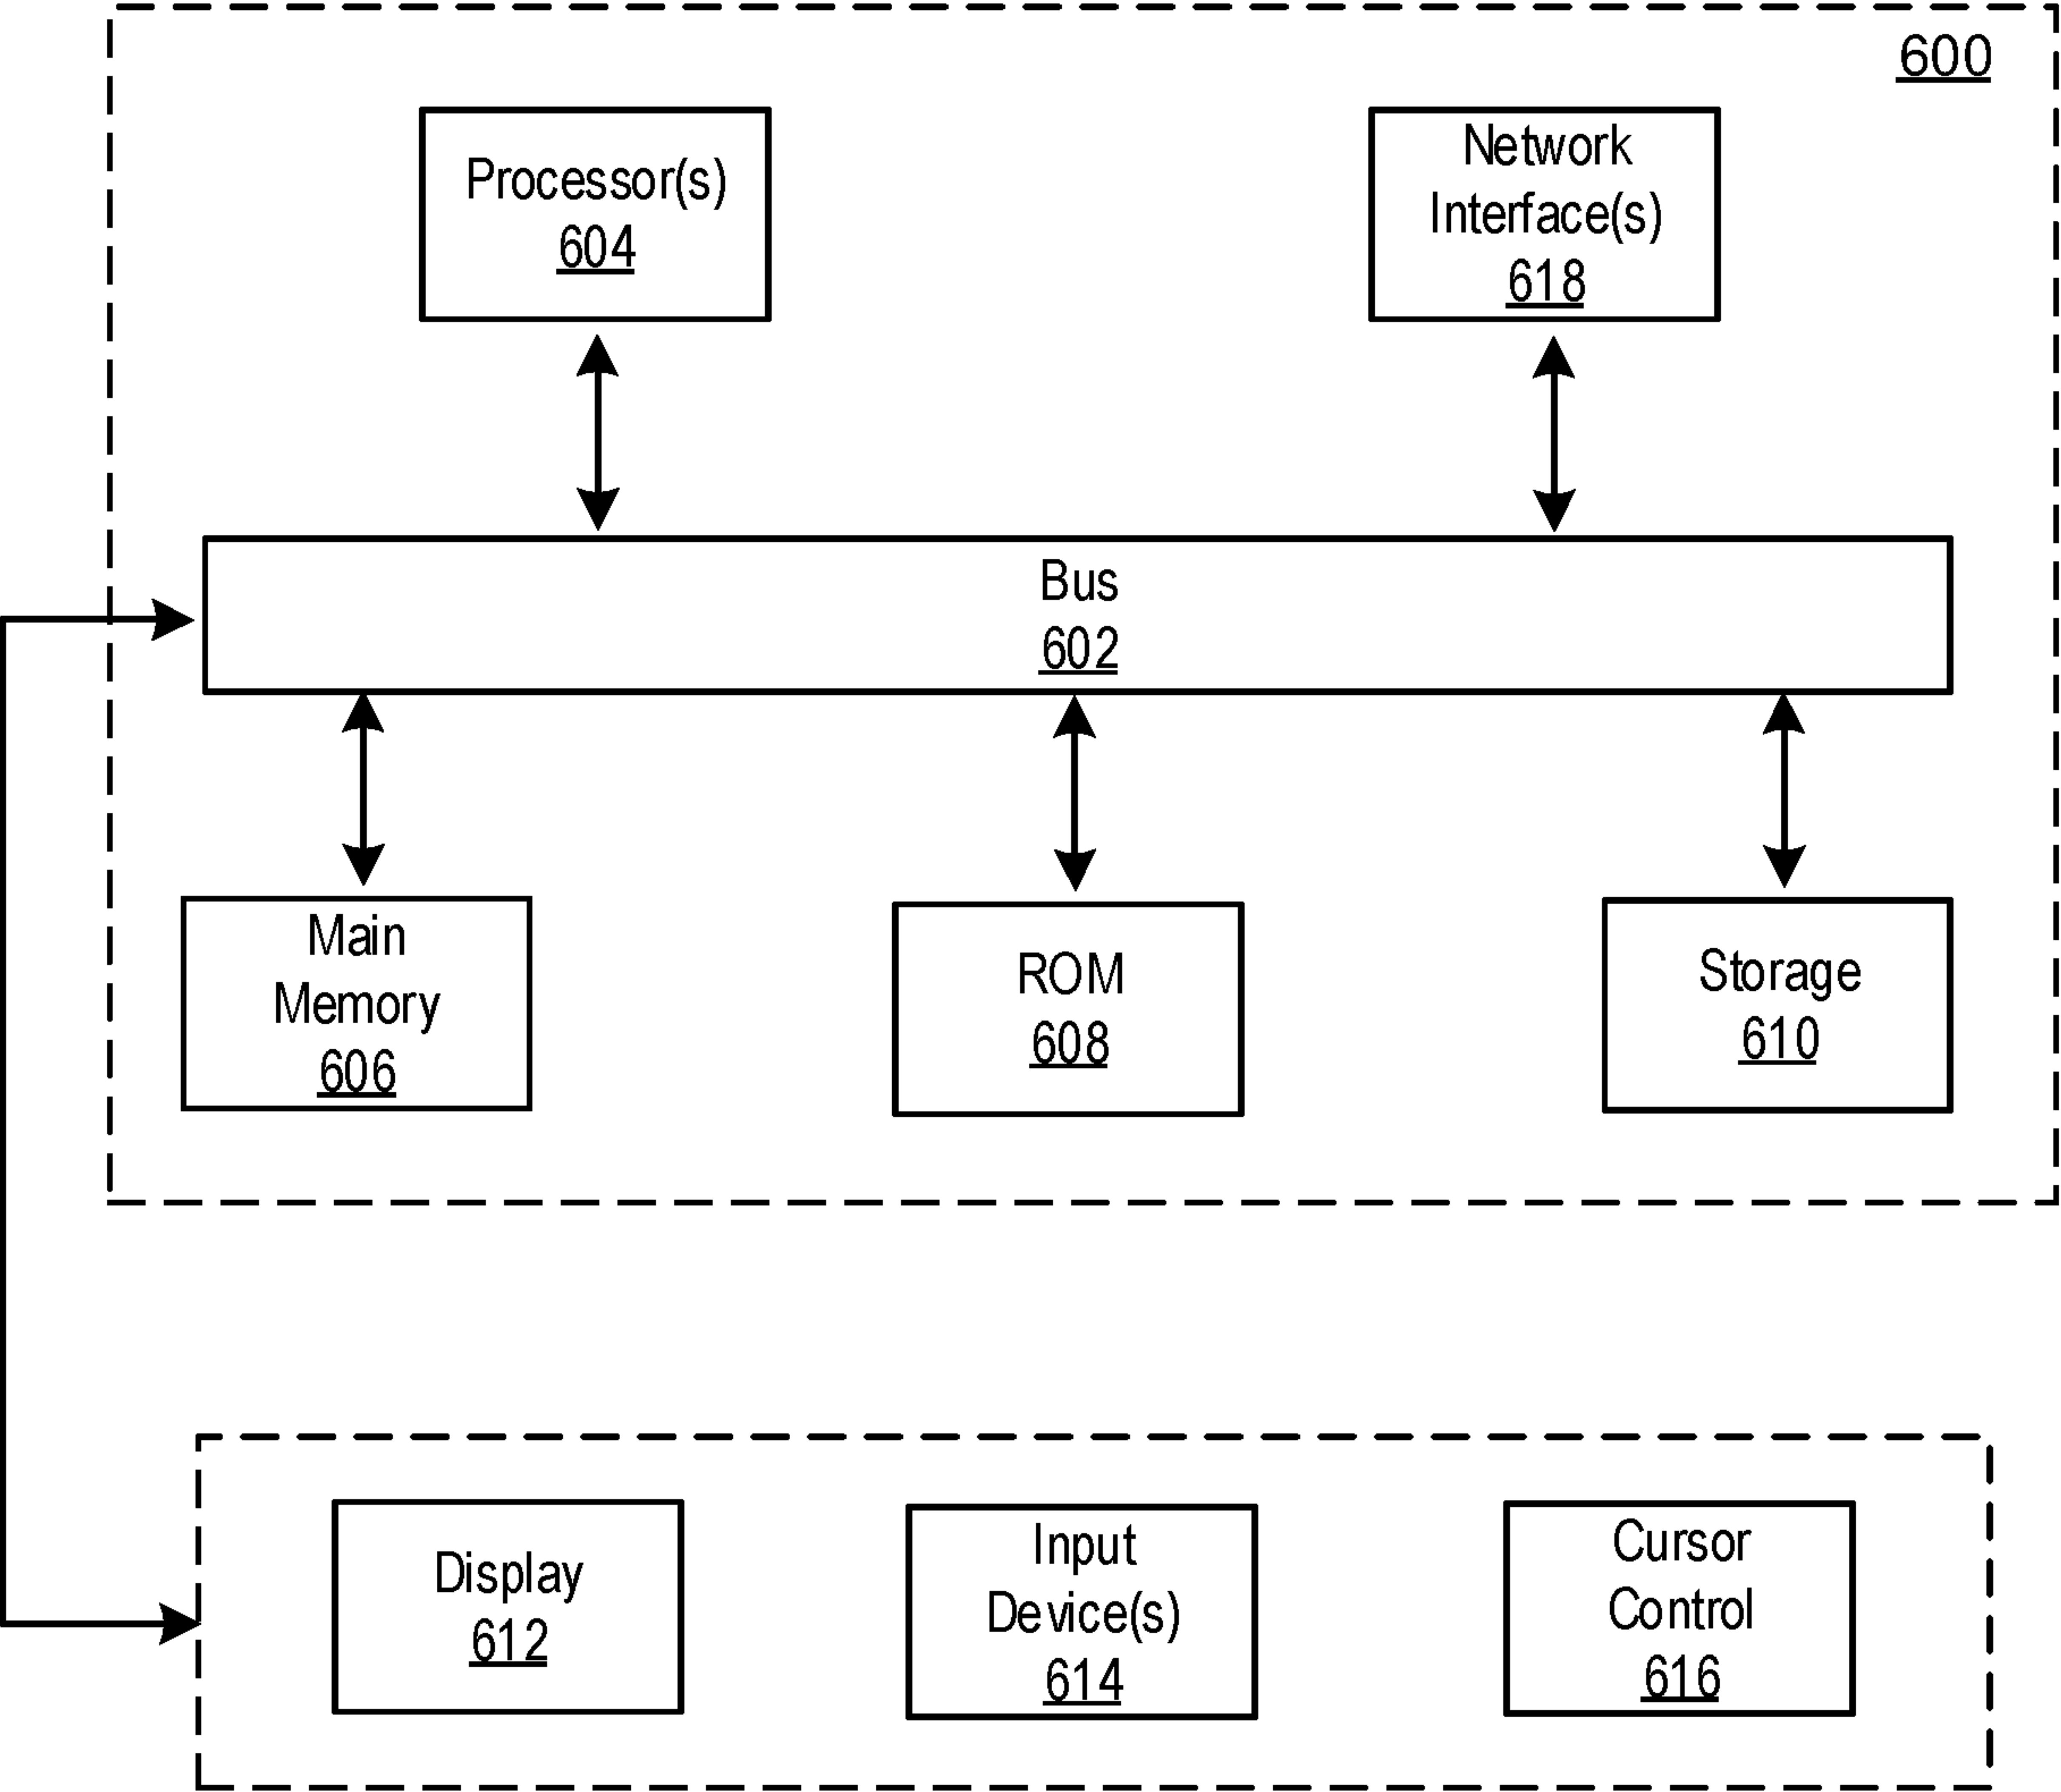 600
Processor(s)
604
Network
Interface(s)
618
Bus
602
Main
Memory
606
ROM
608
Storage
610
Display
612
Input
Device(s)
614
Cursor
Control
616